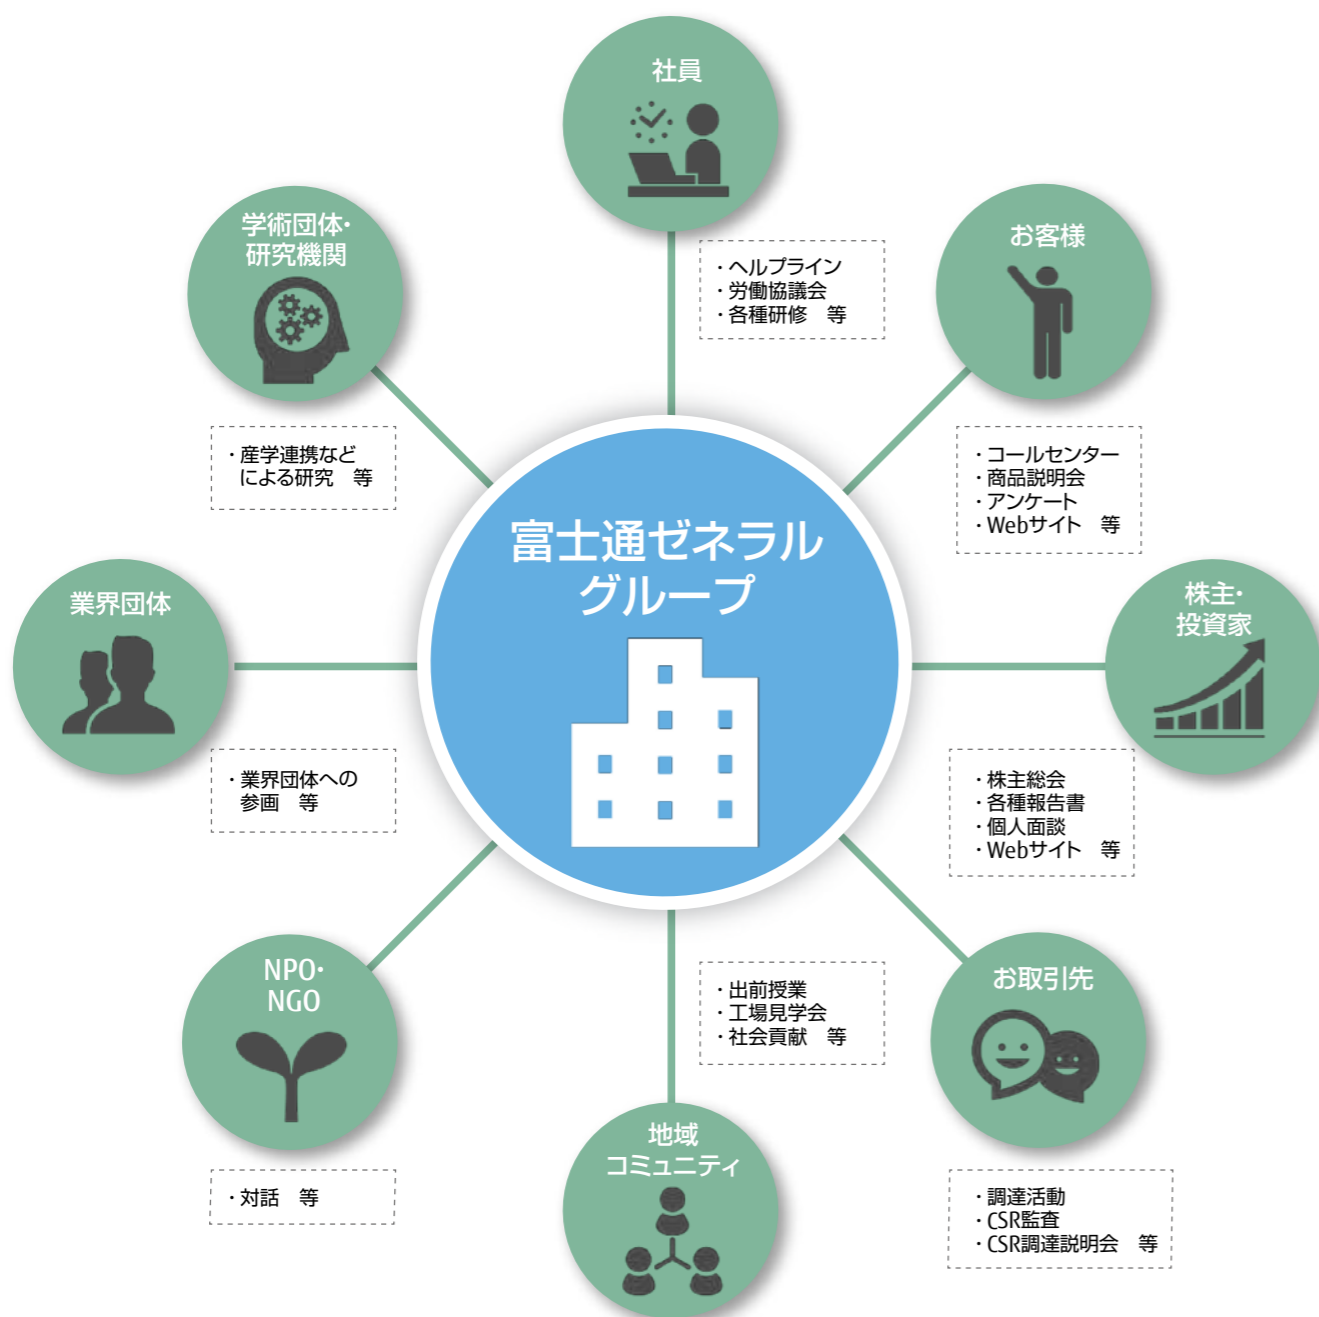 社員
・ヘルプライン
・労働協議会
・各種研修　等
お客様
・コールセンター
・商品説明会
・アンケート
・Webサイト　等
株主・
投資家
・株主総会
・各種報告書
・個人面談
・Webサイト　等
お取引先
・調達活動
・CSR監査
・CSR調達説明会　等
地域
コミュニティ
・出前授業
・工場見学会
・社会貢献　等
NPO・
NGO
・対話　等
業界団体
・業界団体への
参画　等
学術団体・
研究機関
・産学連携など
による研究　等
富士通ゼネラル
グループ